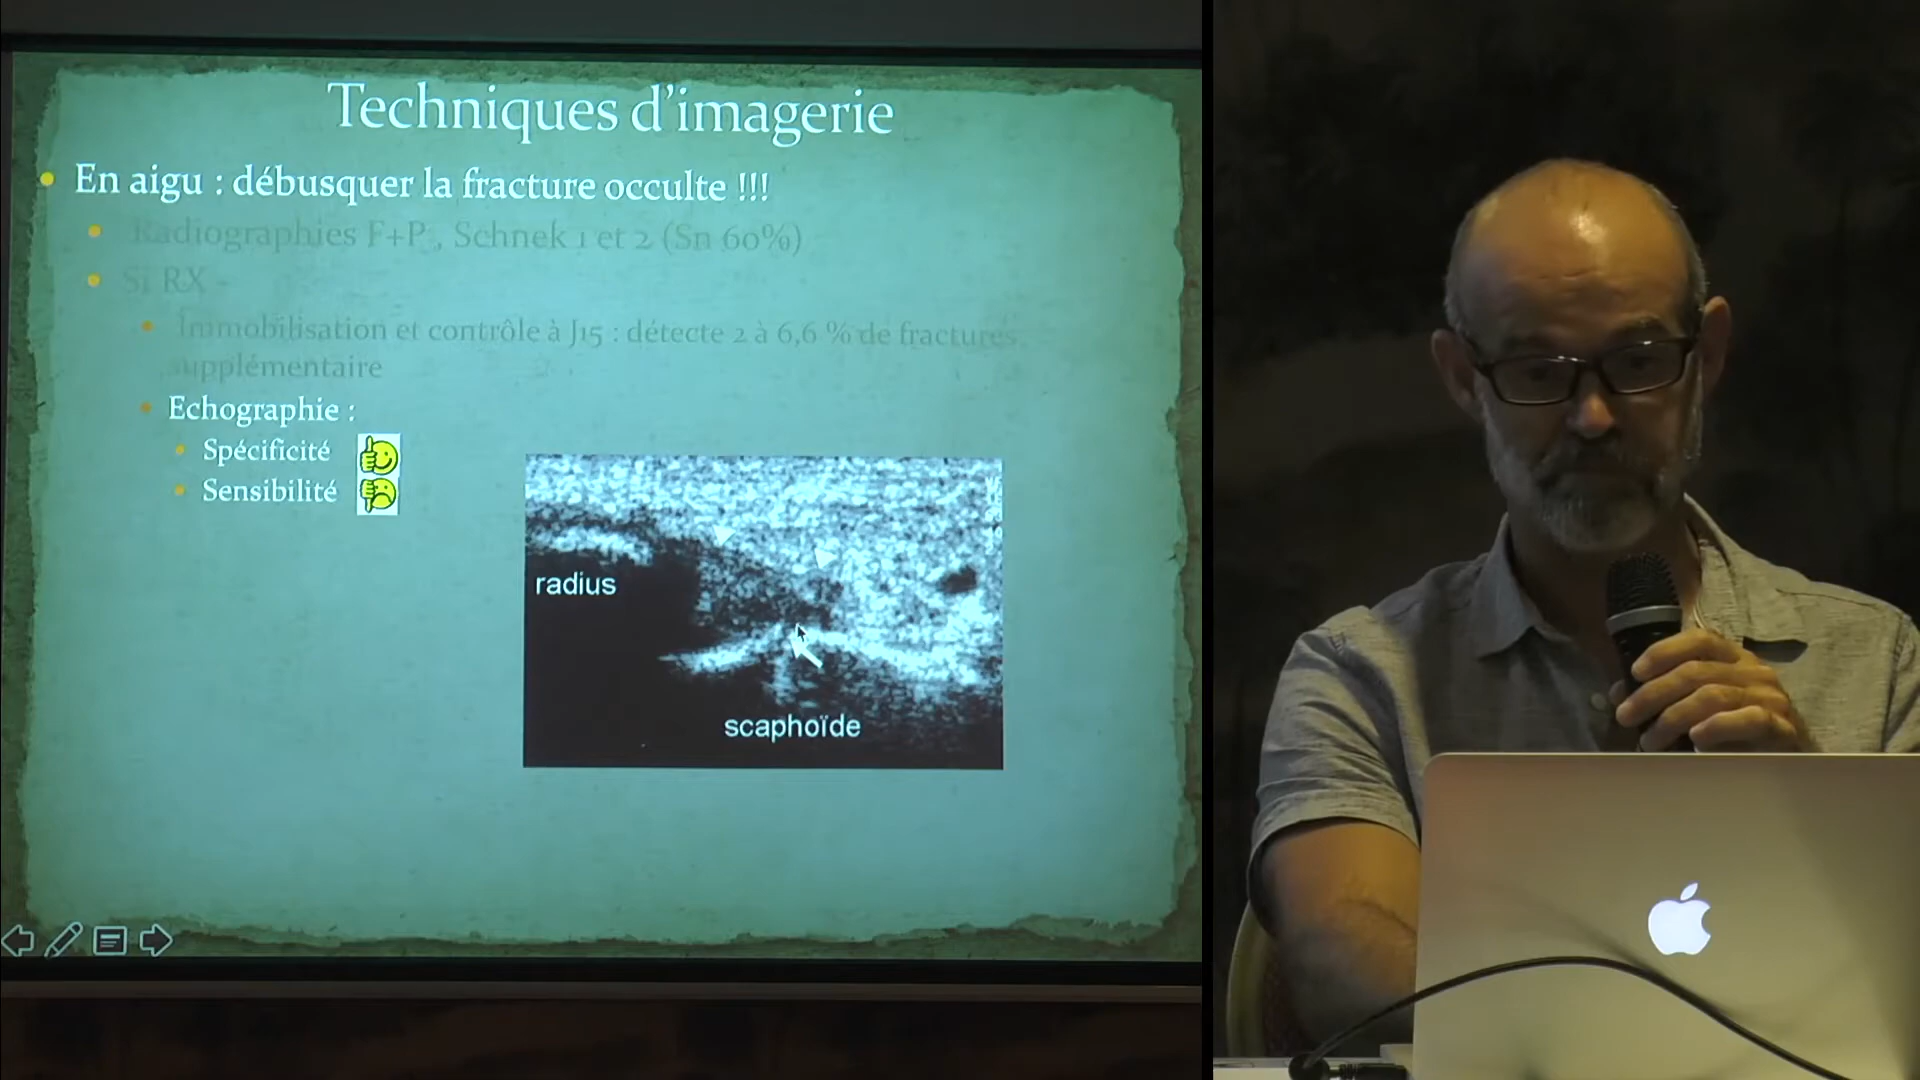 Techniques d'imagerie
En aigu : débusquer la fracture occulte !!!
Radiographies F+P , Schnek 1 et 2 (Sn 60%)
Si RX -
Immobilisation et contrôle à J15 : détecte 2 à 6,6 % de fractures
supplémentaire
Echographie :
Spécificité
Sensibilité
radius
scaphoïde